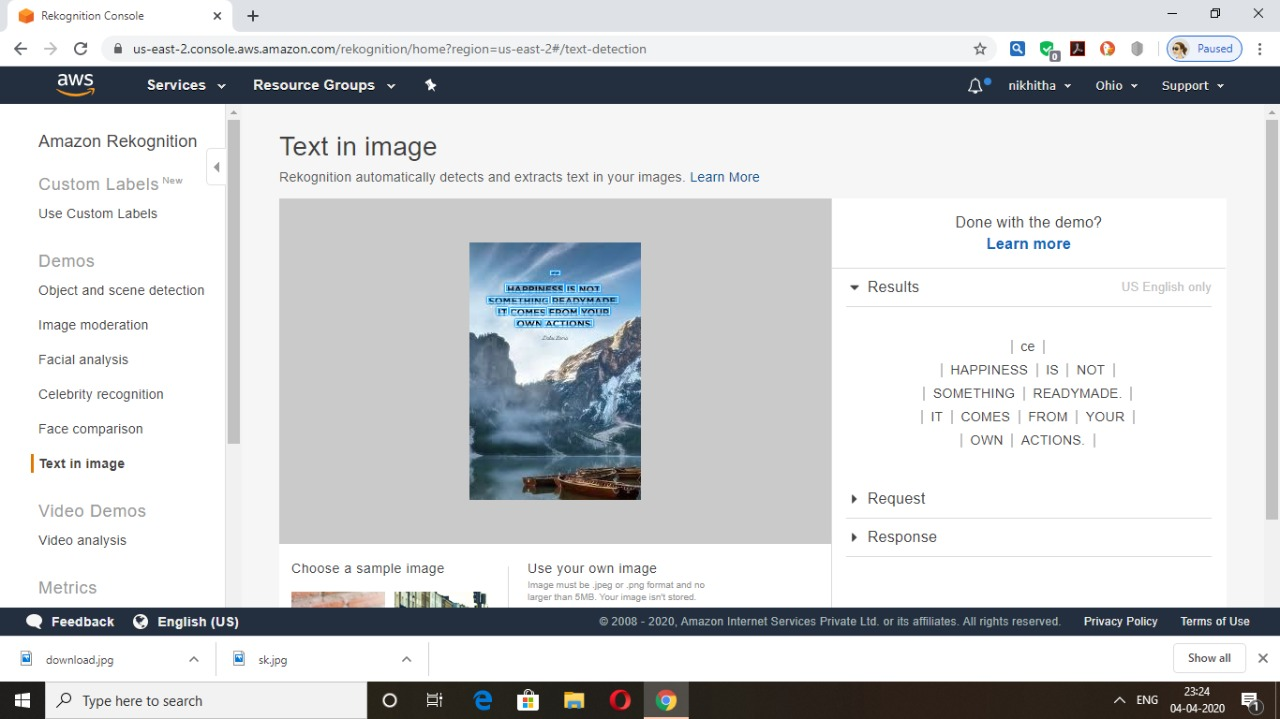 Rekognition Console
us-east-2.console.aws.amazon.com/rekognition/home?region=us-east-2#/text-detection
0
Paused
aws
Services
Resource Groups
nikhitha
Ohio
Support
Amazon Rekognition
Custom Labels New
Use Custom Labels
Demos
Object and scene detection
Image moderation
Facial analysis
Celebrity recognition
Face comparison
Text in image
Video Demos
Video analysis
Metrics
Text in image
Rekognition automatically detects and extracts text in your images. Learn More
HAPPINESS IS NOT
SOMETHING READYMADE
IT COMES FROM YOUR
OWN ACTIONS
Choose a sample image
Use your own image
Image must be .jpeg or .png format and no
larger than 5MB. Your image isn't stored.
Done with the demo?
Learn more
Results
US English only
| ce |
| HAPPINESS | IS | NOT |
| SOMETHING | READYMADE. |
| IT | COMES | FROM | YOUR |
| OWN | ACTIONS. |
Request
Response
Feedback
English (US)
© 2008 - 2020, Amazon Internet Services Private Ltd. or its affiliates. All rights reserved.
Privacy Policy
Terms of Use
download.jpg
sk.jpg
Show all
Type here to search
ENG
23:24
04-04-2020
1